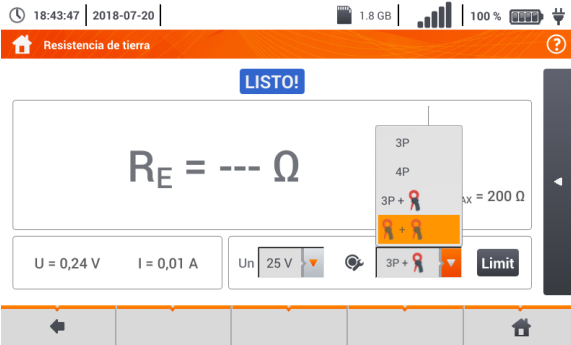 18:43:47 2018-07-20 1.8 GB 100 %
Resistencia de tierra ?
LISTO!
3P
4P
RE = --- Ω
3P +
= 200 Ω
+
U = 0,24 V I = 0,01 A Un 25 V 3P + Limit